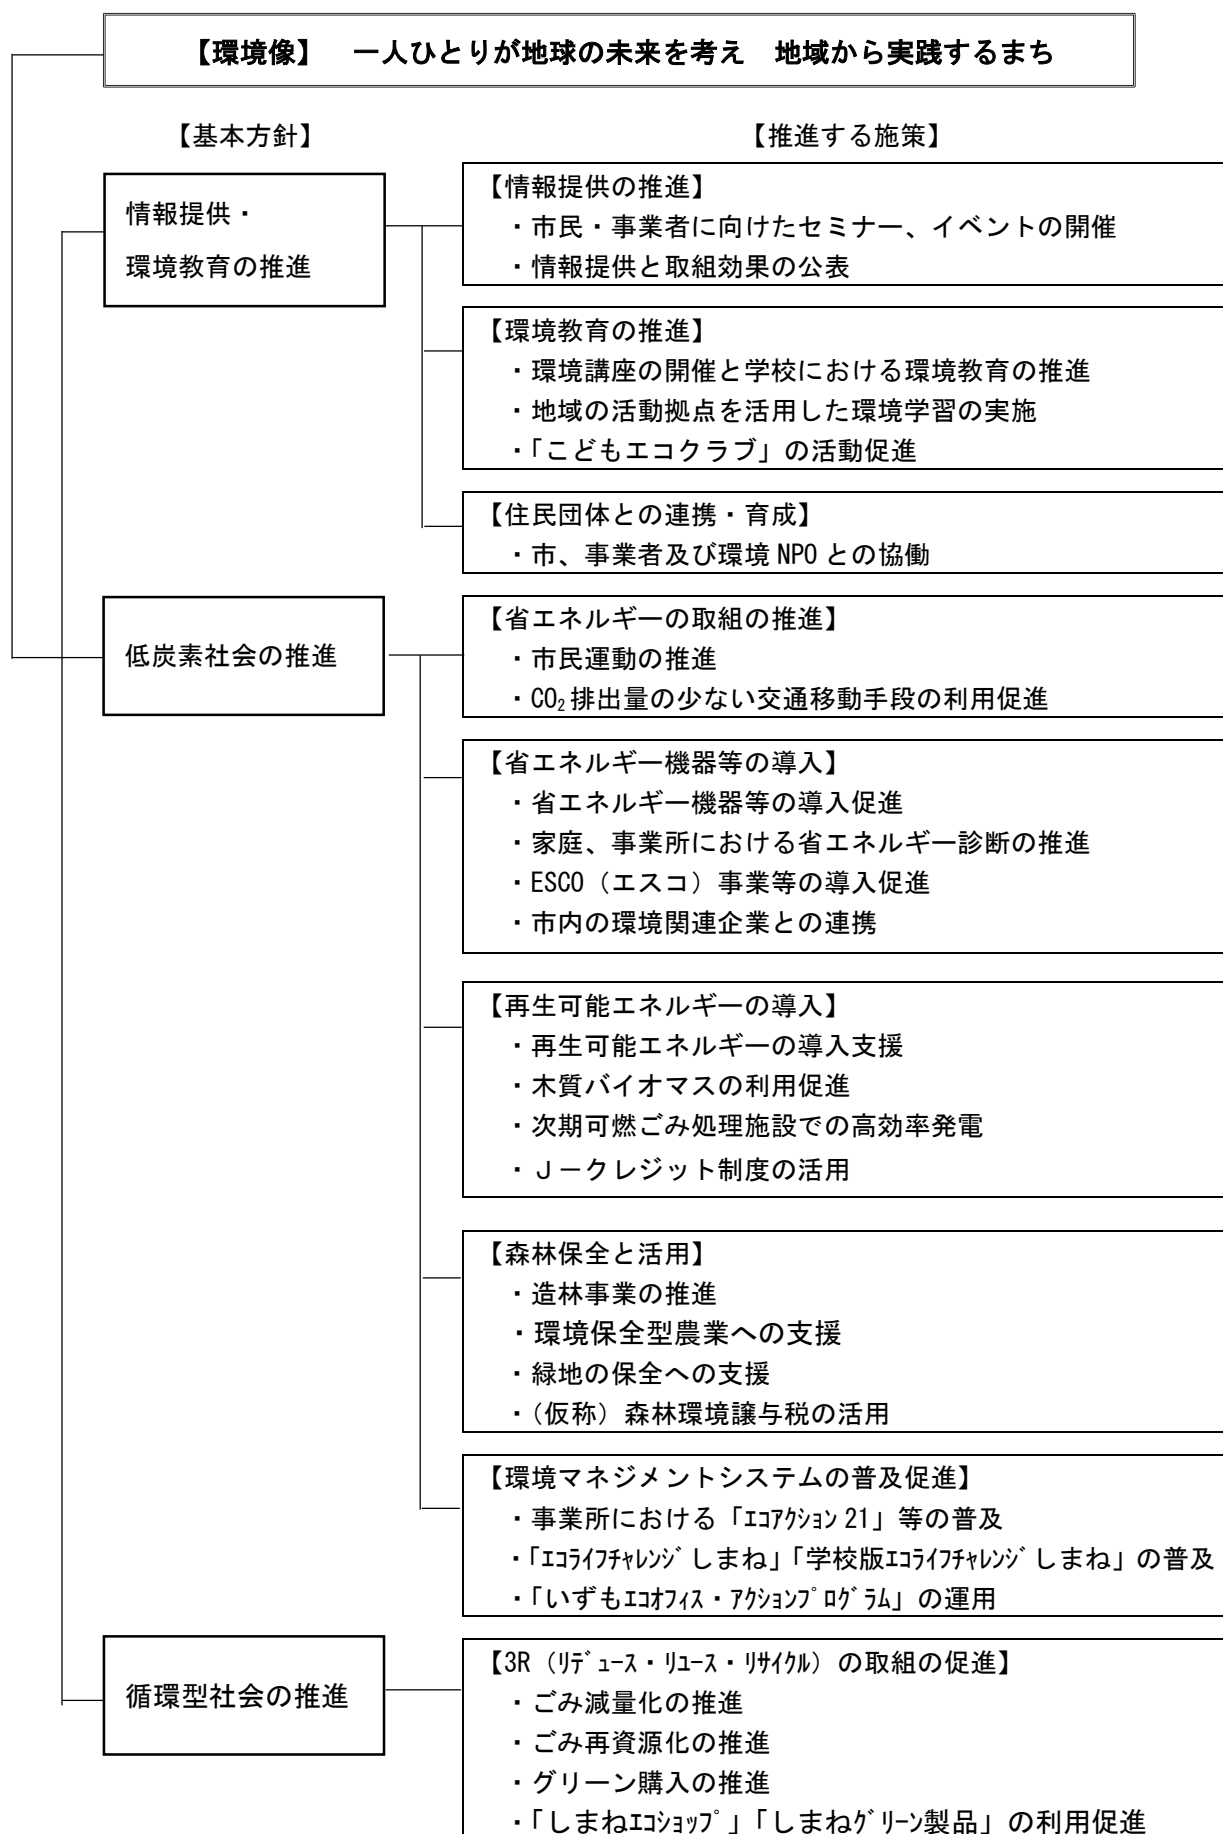 【環境像】　一人ひとりが地球の未来を考え　地域から実践するまち
【基本方針】
【推進する施策】
情報提供・
環境教育の推進
【情報提供の推進】
・市民・事業者に向けたセミナー、イベントの開催
・情報提供と取組効果の公表
【環境教育の推進】
・環境講座の開催と学校における環境教育の推進
・地域の活動拠点を活用した環境学習の実施
・「こどもエコクラブ」の活動促進
【住民団体との連携・育成】
・市、事業者及び環境 NPO との協働
低炭素社会の推進
【省エネルギーの取組の推進】
・市民運動の推進
・CO₂排出量の少ない交通移動手段の利用促進
【省エネルギー機器等の導入】
・省エネルギー機器等の導入促進
・家庭、事業所における省エネルギー診断の推進
・ESCO（エスコ）事業等の導入促進
・市内の環境関連企業との連携
【再生可能エネルギーの導入】
・再生可能エネルギーの導入支援
・木質バイオマスの利用促進
・次期可燃ごみ処理施設での高効率発電
・Ｊ－クレジット制度の活用
【森林保全と活用】
・造林事業の推進
・環境保全型農業への支援
・緑地の保全への支援
・（仮称）森林環境譲与税の活用
【環境マネジメントシステムの普及促進】
・事業所における「ｴｺｱｸｼｮﾝ 21」等の普及
・「ｴｺﾗｲﾌﾁｬﾚﾝｼﾞしまね」「学校版ｴｺﾗｲﾌﾁｬﾚﾝｼﾞしまね」の普及
・「いずもｴｺｵﾌｨｽ・ｱｸｼｮﾝﾌﾟﾛｸﾞﾗﾑ」の運用
循環型社会の推進
【3R（ﾘﾃﾞｭｰｽ・ﾘﾕｰｽ・ﾘｻｲｸﾙ）の取組の促進】
・ごみ減量化の推進
・ごみ再資源化の推進
・グリーン購入の推進
・「しまねｴｺｼｮｯﾌﾟ」「しまねｸﾞﾘｰﾝ製品」の利用促進